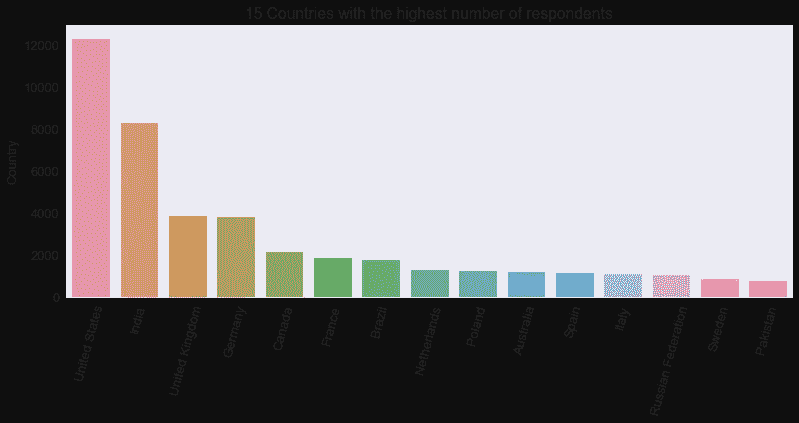 15 Countries with the highest number of respondents
12000
10000
8000
6000
4000
2000
0
Country
United States
India
United Kingdom
Germany
Canada
France
Brazil
Netherlands
Poland
Australia
Spain
Italy
Russian Federation
Sweden
Pakistan